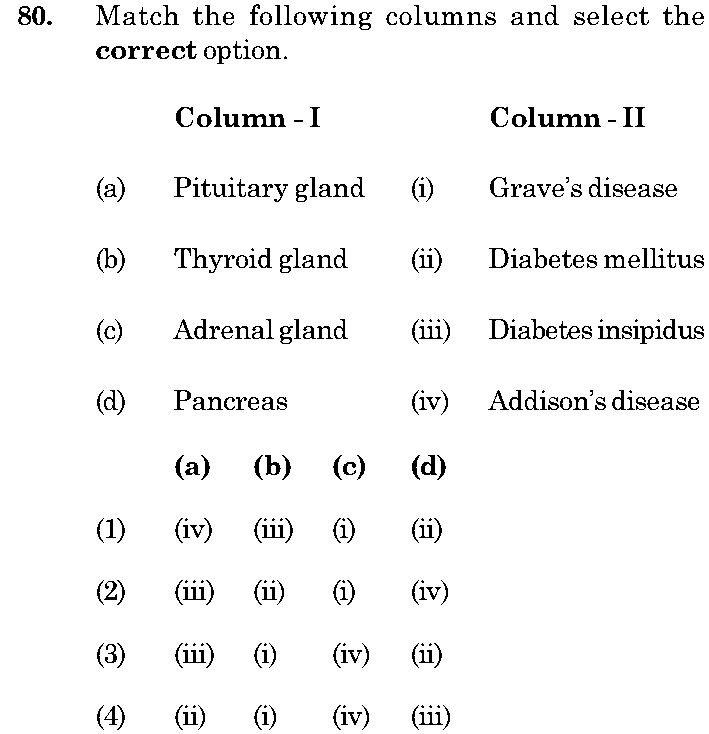 80. Match the following columns and select the
correct option.
Column - I Column - II
(a) Pituitary gland (i) Grave's disease
(b) Thyroid gland (ii) Diabetes mellitus
(c) Adrenal gland (iii) Diabetes insipidus
(d) Pancreas (iv) Addison's disease
(a) (b) (c) (d)
(1) (iv) (iii) (i) (ii)
(2) (iii) (ii) (i) (iv)
(3) (iii) (i) (iv) (ii)
(4) (ii) (i) (iv) (iii)